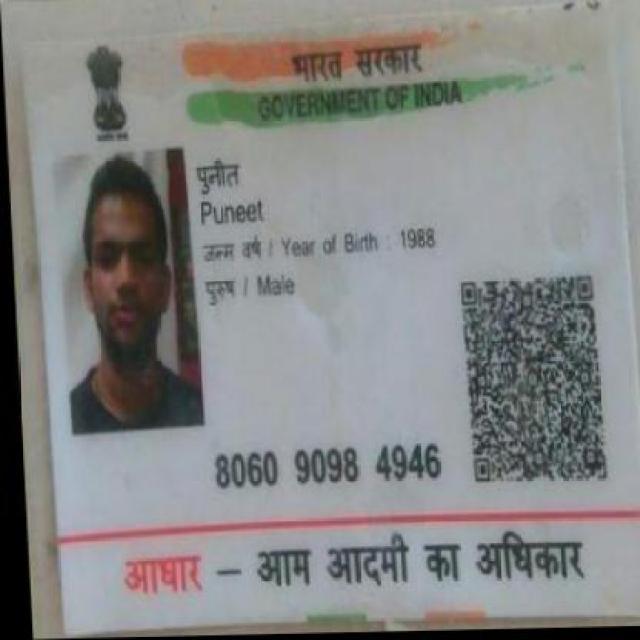 भारत सरकार
GOVERNMENT OF INDIA
पुनीत
Puneet
जन्म वर्ष / Year of Birth : 1988
पुरुष / Male
8060 9098 4946
आधार – आम आदमी का अधिकार